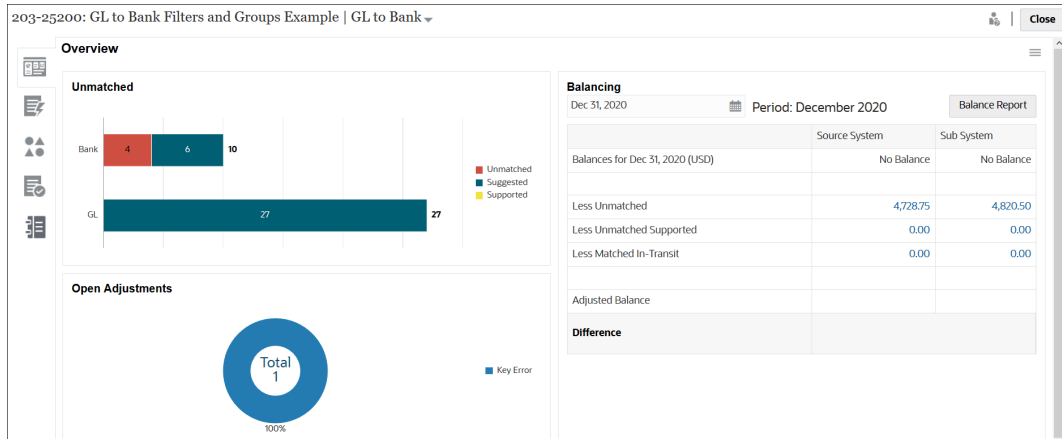 203-25200: GL to Bank Filters and Groups Example | GL to Bank
Close
Overview
Unmatched
Bank
4
6
10
GL
27
27
Unmatched
Suggested
Supported
Open Adjustments
Total
1
100%
Key Error
Balancing
Dec 31, 2020
Period: December 2020
Balance Report
Source System Sub System
Balances for Dec 31, 2020 (USD) No Balance No Balance
Less Unmatched 4,728.75 4,820.50
Less Unmatched Supported 0.00 0.00
Less Matched In-Transit 0.00 0.00
Adjusted Balance
Difference